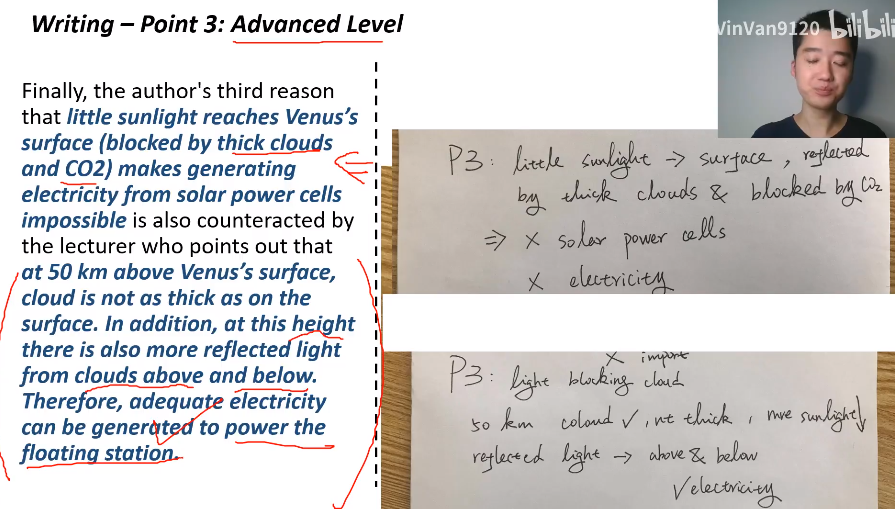 Writing – Point 3: Advanced Level
WinVan9120 bilibili
Finally, the author's third reason
that little sunlight reaches Venus's
surface (blocked by thick clouds
and CO2) makes generating
electricity from solar power cells
impossible is also counteracted by
the lecturer who points out that
at 50 km above Venus's surface,
cloud is not as thick as on the
surface. In addition, at this height
there is also more reflected light
from clouds above and below.
Therefore, adequate electricity
can be generated to power the
floating station.
P3: little sunlight → surface, reflected
by thick clouds & blocked by CO2
⇒ × solar power cells
× electricity
× import
P3: light blocking cloud
50 km coloud ✓, nt thick, mre sunlight↓
reflected light → above & below
✓electricity